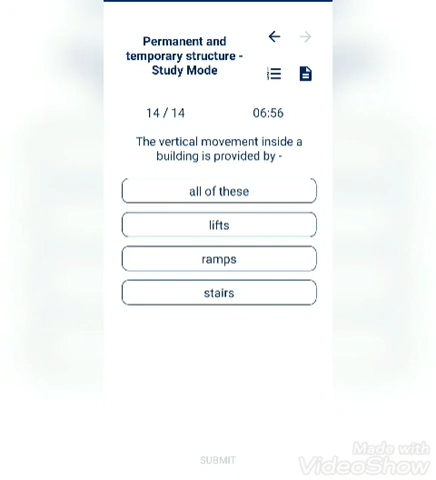 Permanent and
temporary structure -
Study Mode
14 / 14
06:56
The vertical movement inside a
building is provided by -
all of these
lifts
ramps
stairs
SUBMIT
Made with
VideoShow